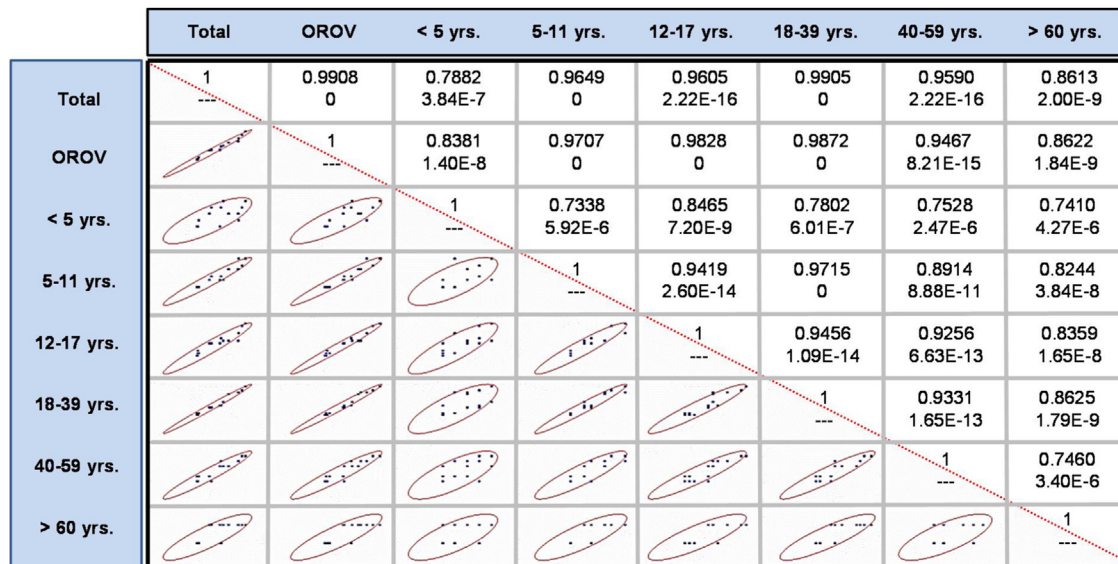 Total OROV < 5 yrs. 5-11 yrs. 12-17 yrs. 18-39 yrs. 40-59 yrs. > 60 yrs.
Total 1 0.9908 0.7882 0.9649 0.9605 0.9905 0.9590 0.8613
--- 0 3.84E-7 0 2.22E-16 0 2.22E-16 2.00E-9
OROV 1 0.8381 0.9707 0.9828 0.9872 0.9467 0.8622
--- 1.40E-8 0 0 0 8.21E-15 1.84E-9
< 5 yrs. 1 0.7338 0.8465 0.7802 0.7528 0.7410
--- 5.92E-6 7.20E-9 6.01E-7 2.47E-6 4.27E-6
5-11 yrs. 1 0.9419 0.9715 0.8914 0.8244
--- 2.60E-14 0 8.88E-11 3.84E-8
12-17 yrs. 1 0.9456 0.9256 0.8359
--- 1.09E-14 6.63E-13 1.65E-8
18-39 yrs. 1 0.9331 0.8625
--- 1.65E-13 1.79E-9
40-59 yrs. 1 0.7460
--- 3.40E-6
> 60 yrs. 1
---